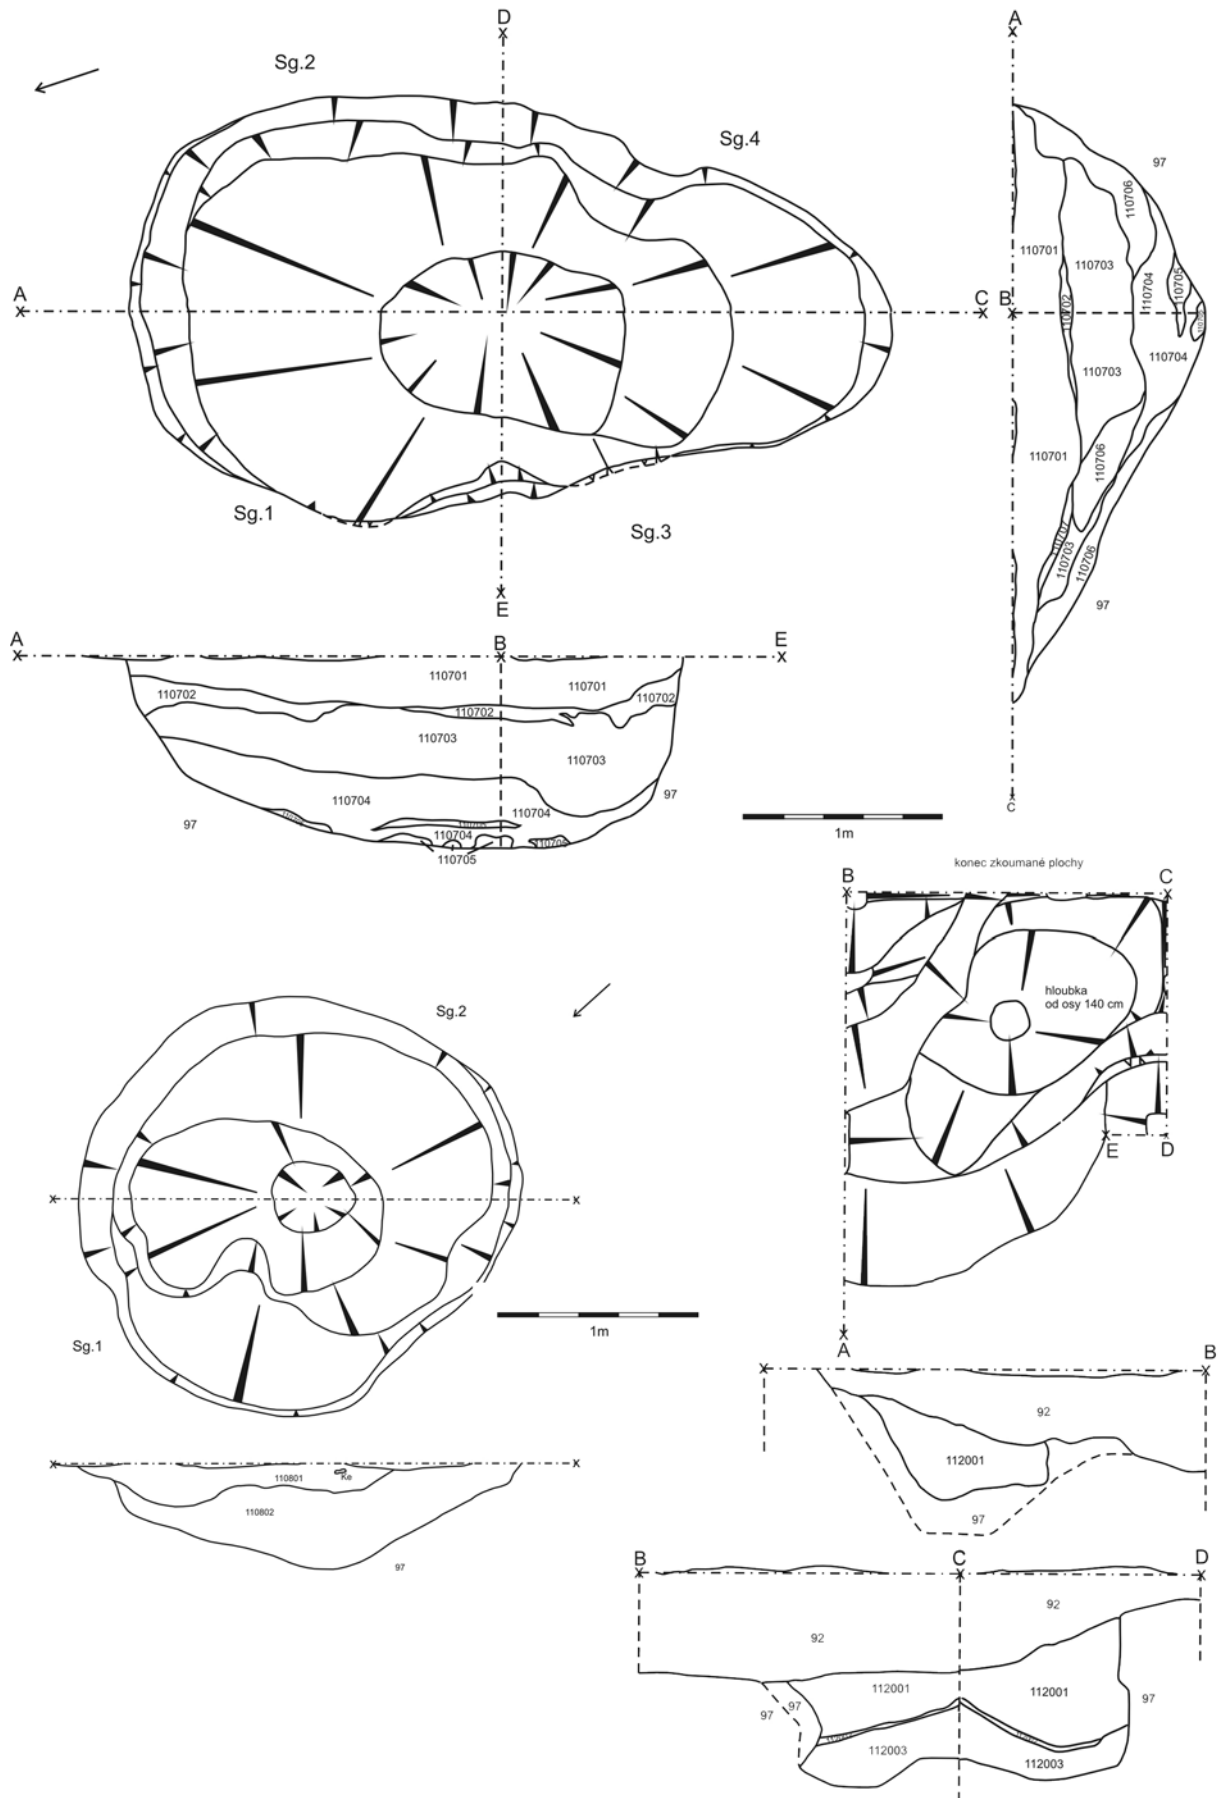 D
A
Sg.2
Sg.4
97
110706
110701
110703
A
C
B
110704
110705
110702
110704
110703
110701
110706
Sg.1
Sg.3
E
110703
110706
97
A
B
E
110701
110701
110702
110702
110702
110703
110703
110704
110704
97
97
110704
110705
110705
1m
C
konec zkoumané plochy
B
C
hloubka
od osy 140 cm
Sg.2
E
D
x
x
1m
Sg.1
A
B
92
x
x
110801
Ke
112001
110802
97
97
B
C
D
92
92
112001
112001
97
97
97
112003
112003